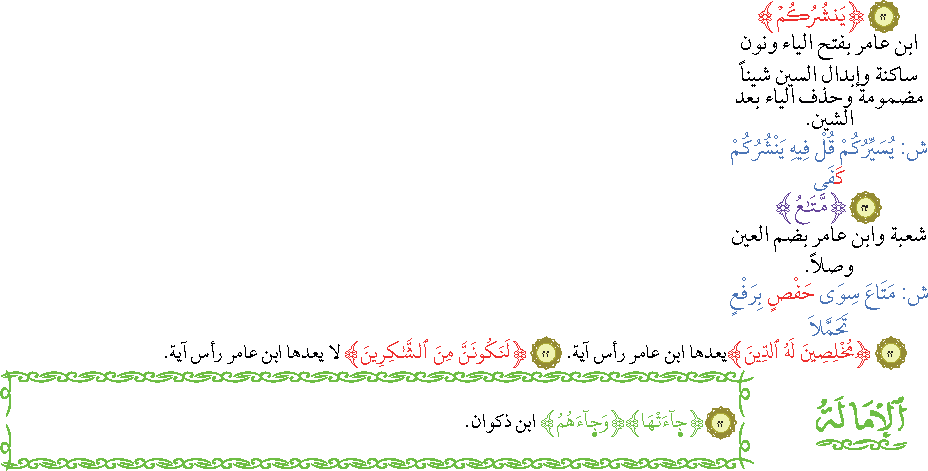 ٢٢ ﴿يَنشُرُكُمْ﴾
ابن عامر بفتح الياء ونون
ساكنة وإبدال السين شيناً
مضمومة وحذف الياء بعد
الشين.
ش: يُسَيِّرُكُمْ قُلْ فِيهِ يَنْشُرُكُمْ
كَفَى
٢٣ ﴿مَّتَٰعُ﴾
شعبة وابن عامر بضم العين
وصلاً.
ش: مَتَاعَ سِوَى حَفْصٍ بِرَفْعٍ
تَحَمَّلاَ
٢٢ ﴿مُخْلِصِينَ لَهُ ٱلدِّينَ﴾ يعدها ابن عامر رأس آية. ٢٢ ﴿لَنَكُونَنَّ مِنَ ٱلشَّٰكِرِينَ﴾ لا يعدها ابن عامر رأس آية.
ٱلْإِمَالَةُ
٢٢ ﴿جَآءَتْهَا﴾ ﴿وَجَآءَهُمُ﴾ ابن ذكوان.